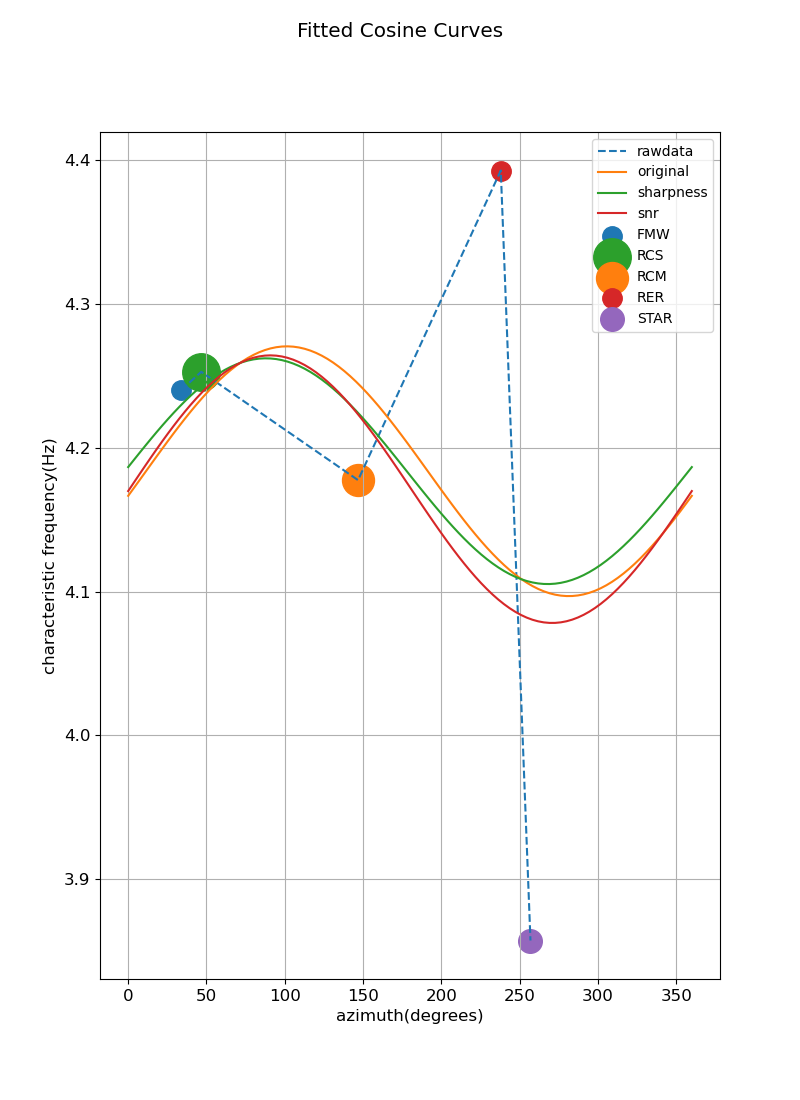 Fitted Cosine Curves
4.4
4.3
4.2
4.1
4.0
3.9
characteristic frequency(Hz)
0 50 100 150 200 250 300 350
azimuth(degrees)
rawdata
original
sharpness
snr
FMW
RCS
RCM
RER
STAR